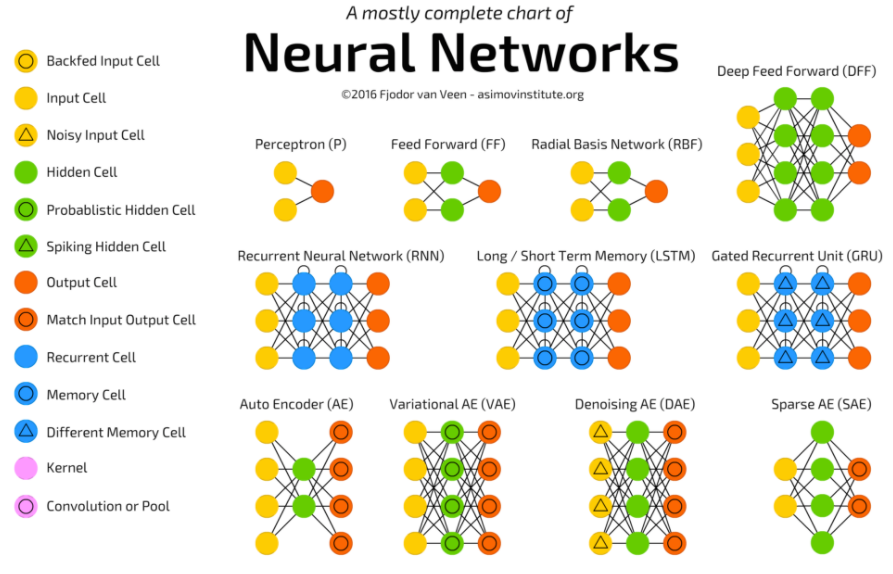 A mostly complete chart of
Neural Networks
©2016 Fjodor van Veen - asimovinstitute.org
Backfed Input Cell
Input Cell
Noisy Input Cell
Hidden Cell
Probablistic Hidden Cell
Spiking Hidden Cell
Output Cell
Match Input Output Cell
Recurrent Cell
Memory Cell
Different Memory Cell
Kernel
Convolution or Pool
Perceptron (P)
Feed Forward (FF)
Radial Basis Network (RBF)
Deep Feed Forward (DFF)
Recurrent Neural Network (RNN)
Long / Short Term Memory (LSTM)
Gated Recurrent Unit (GRU)
Auto Encoder (AE)
Variational AE (VAE)
Denoising AE (DAE)
Sparse AE (SAE)